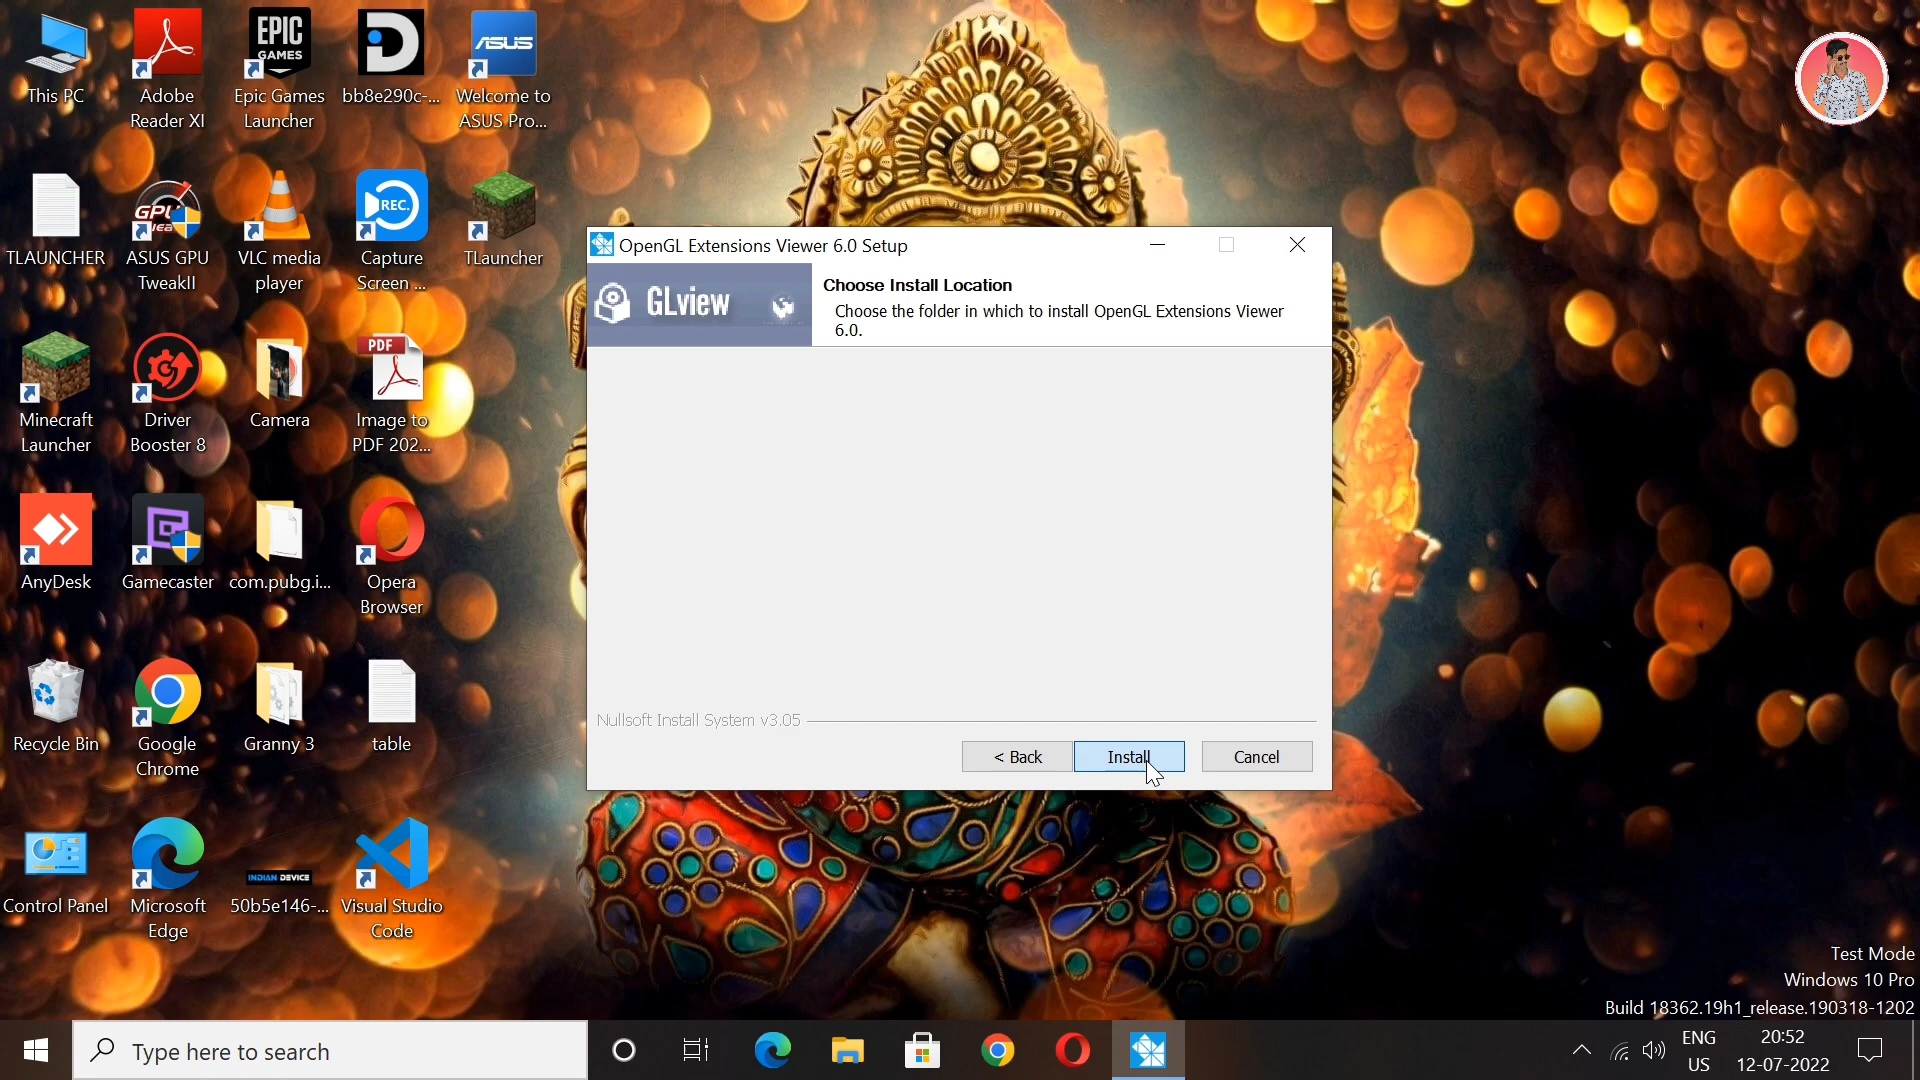 This PC
Adobe
Reader XI
EPIC
GAMES
Epic Games
Launcher
bb8e290c-...
ASUS
Welcome to
ASUS Pro...
TLAUNCHER
ASUS GPU
TweakII
VLC media
player
REC.
Capture
Screen ...
TLauncher
Minecraft
Launcher
Driver
Booster 8
Camera
PDF
Image to
PDF 202...
AnyDesk
Gamecaster
com.pubg.i...
Opera
Browser
Recycle Bin
Google
Chrome
Granny 3
table
Control Panel
Microsoft
Edge
INDIAN DEVICE
50b5e146-...
Visual Studio
Code
OpenGL Extensions Viewer 6.0 Setup
GLview
Choose Install Location
Choose the folder in which to install OpenGL Extensions Viewer
6.0.
Nullsoft Install System v3.05
< Back
Install
Cancel
Test Mode
Windows 10 Pro
Build 18362.19h1_release.190318-1202
Type here to search
ENG
US
20:52
12-07-2022